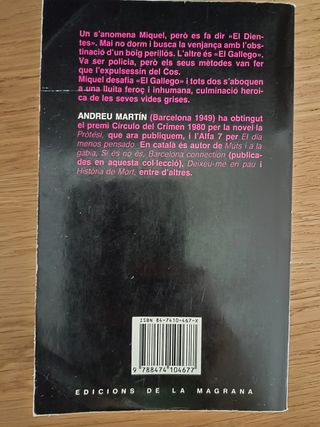 Un s'anomena Miquel, però es fa dir «El Dien-
tes». Mai no dorm i busca la venjança amb l'obs-
tinació d'un boig perillós. L'altre és «El Gallego».
Va ser policia, però els seus mètodes van fer
que l'expulsessin del Cos.
Miquel desafia «El Gallego» i tots dos s'aboquen
a una lluita feroç i inhumana, culminació heroi-
ca de les seves vides grises.
ANDREU MARTÍN (Barcelona 1949) ha obtingut
el premi Círculo del Crimen 1980 per la novel·la
Pròtesi, que ara publiquem, i l'Alfa 7 per El día
menos pensado. En català és autor de Muts i a la
gàbia, Si és no és, Barcelona connection (publica-
des en aquesta col·lecció), Deixeu-me en pau i
Història de Mort, entre d'altres.
ISBN 84-7410-467-X
9 788474 104677
EDICIONS DE LA MAGRANA